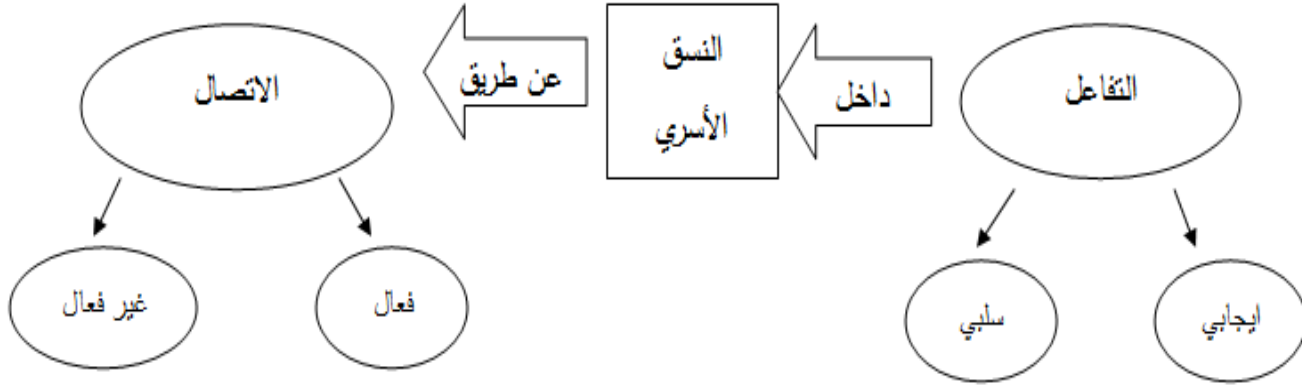 التفاعل
داخل
النسق
الأسري
عن طريق
الاتصال
ايجابي
سلبي
فعال
غير فعال